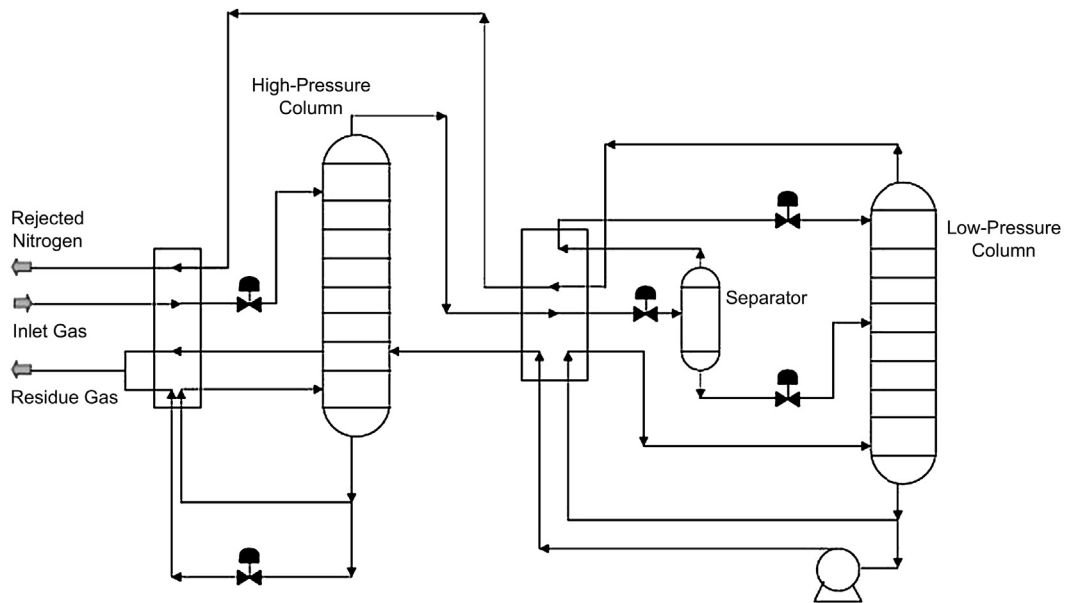 High-Pressure
Column
Rejected
Nitrogen
Inlet Gas
Residue Gas
Separator
Low-Pressure
Column